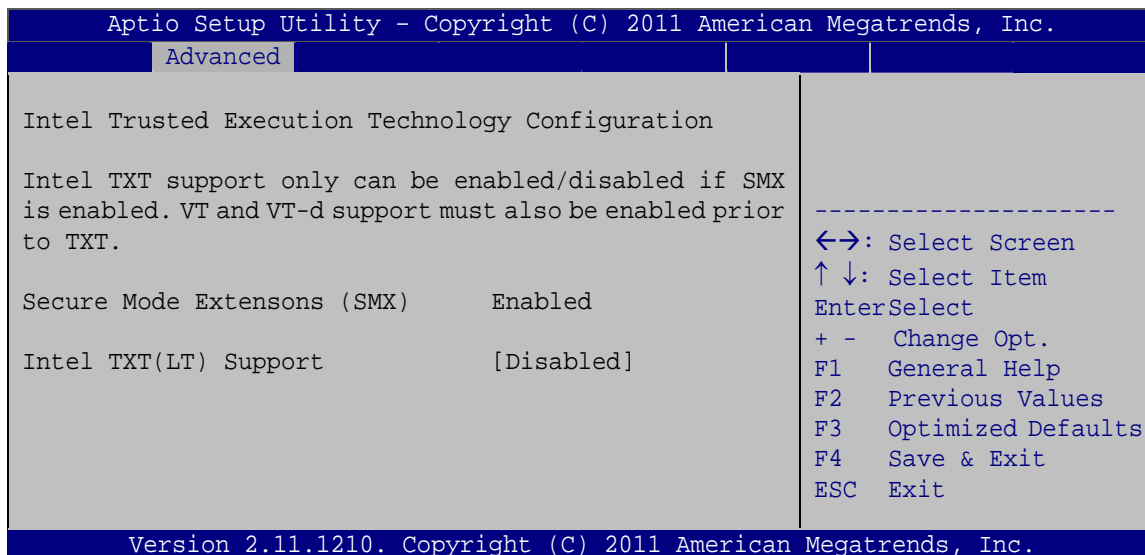 Aptio Setup Utility – Copyright (C) 2011 American Megatrends, Inc.
Advanced
Intel Trusted Execution Technology Configuration
Intel TXT support only can be enabled/disabled if SMX
is enabled. VT and VT-d support must also be enabled prior
to TXT.
Secure Mode Extensons (SMX) Enabled
Intel TXT(LT) Support [Disabled]
---------------------
←→: Select Screen
↑ ↓: Select Item
EnterSelect
+ - Change Opt.
F1 General Help
F2 Previous Values
F3 Optimized Defaults
F4 Save & Exit
ESC Exit
Version 2.11.1210. Copyright (C) 2011 American Megatrends, Inc.